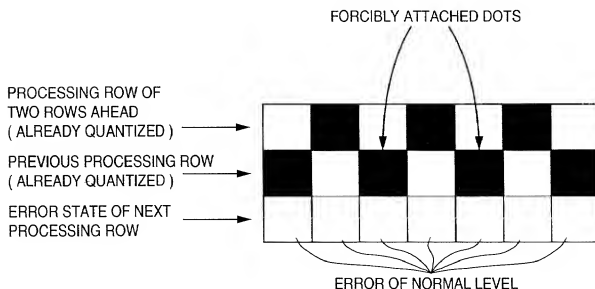 FORCIBLY ATTACHED DOTS
PROCESSING ROW OF
TWO ROWS AHEAD
( ALREADY QUANTIZED )
PREVIOUS PROCESSING ROW
( ALREADY QUANTIZED )
ERROR STATE OF NEXT
PROCESSING ROW
ERROR OF NORMAL LEVEL